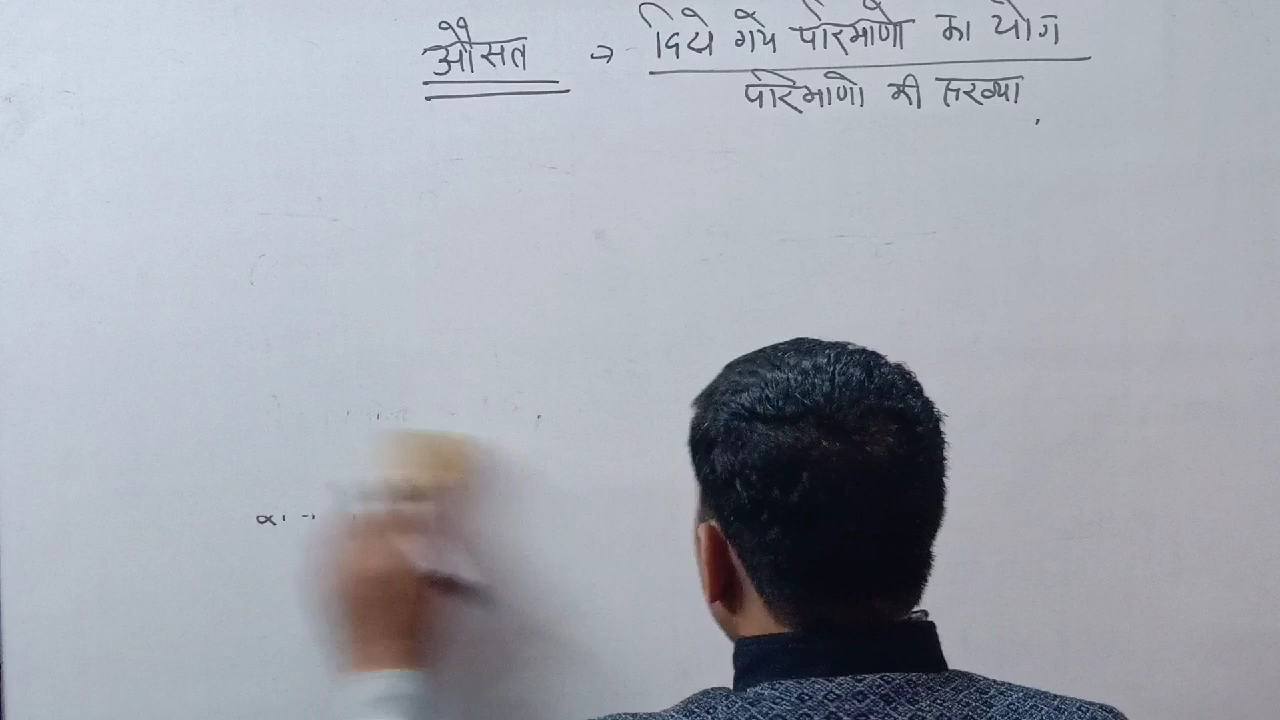 औसत → दिये गये परिमाणो का योग
परिमाणो की संख्या